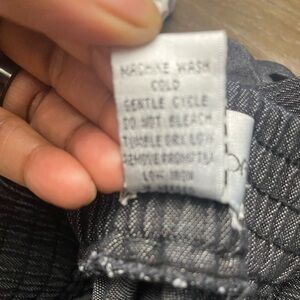 MACHINE WASH
COLD
GENTLE CYCLE
DO NOT BLEACH
TUMBLE DRY LOW
REMOVE PROMPTLY
LOW IRON